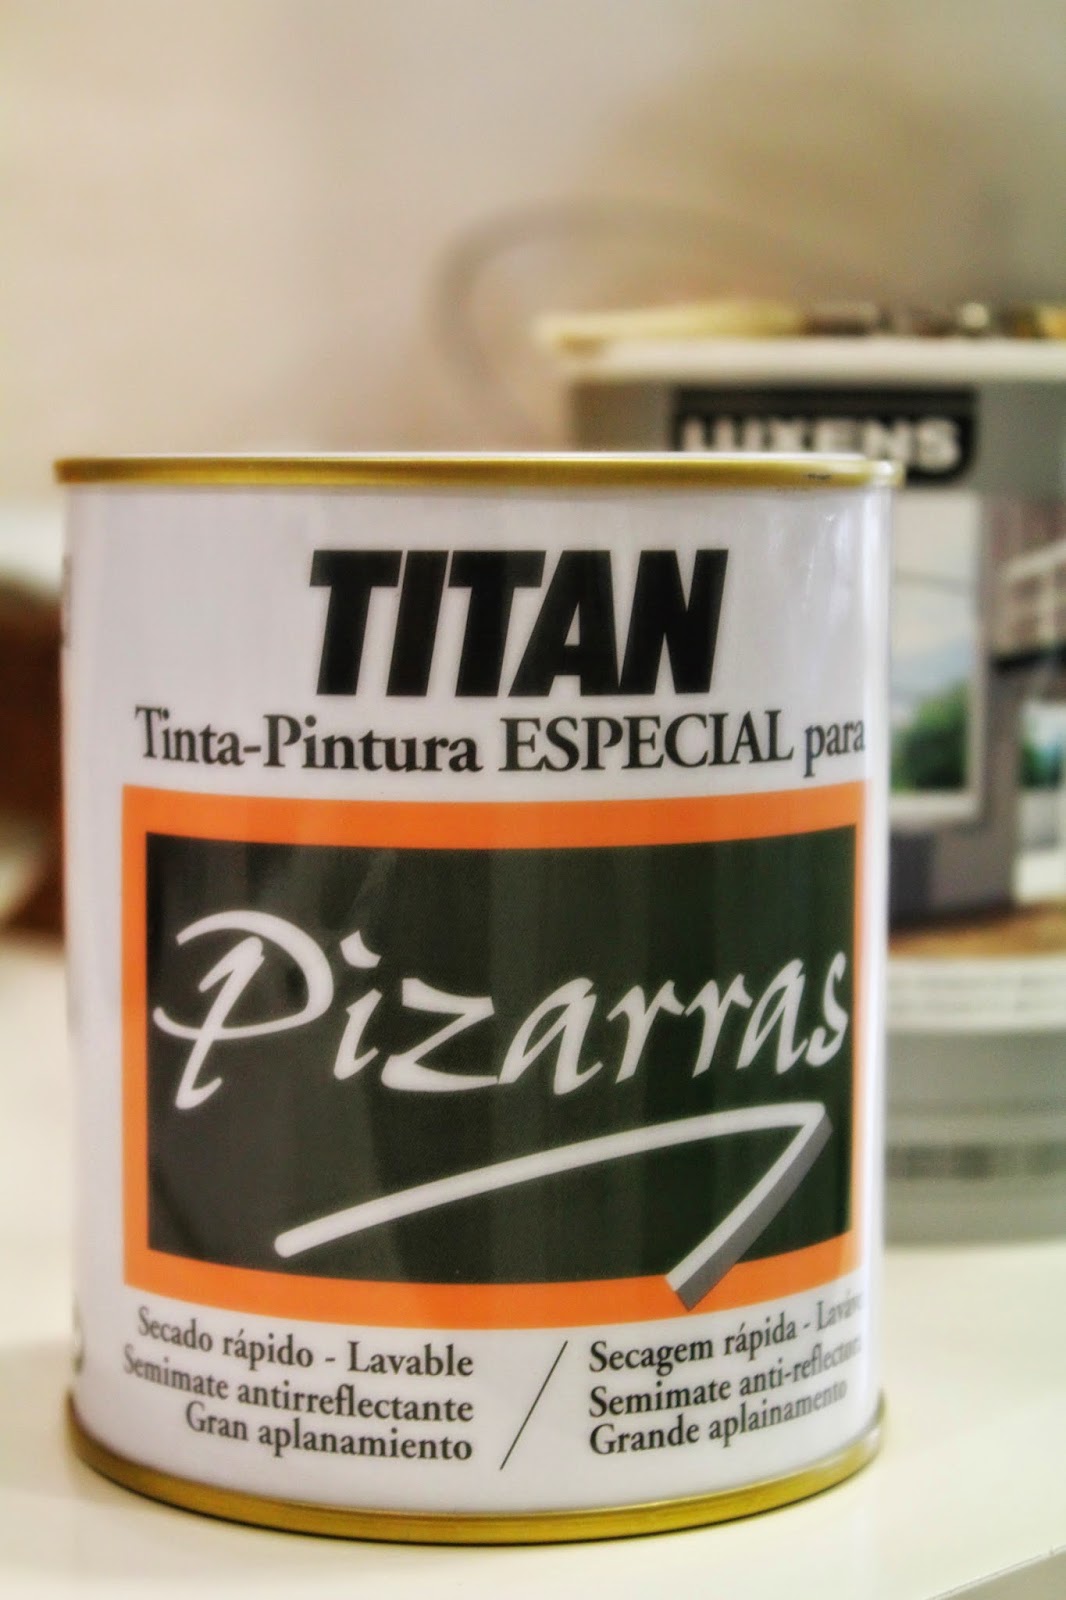 LUXENS
TITAN
Tinta-Pintura ESPECIAL para
Pizarras
Secado rápido - Lavable
Semimate antirreflectante
Gran aplanamiento
Secagem rápida -
Semimate
Grande aplainamento